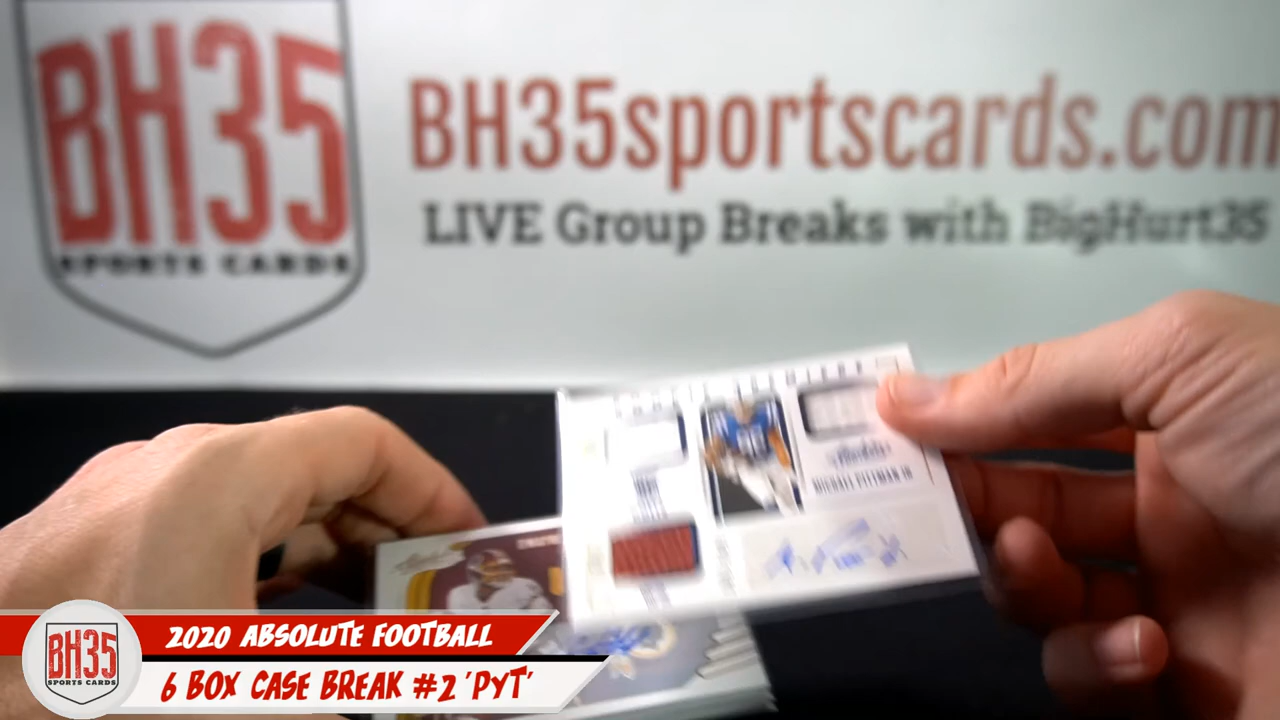 BH35
SPORTS CARDS
BH35sportscards.com
LIVE Group Breaks with BigHurt35
MICHAEL PITTMAN JR
BH35
SPORTS CARDS
2020 ABSOLUTE FOOTBALL
6 BOX CASE BREAK #2 'PYT'